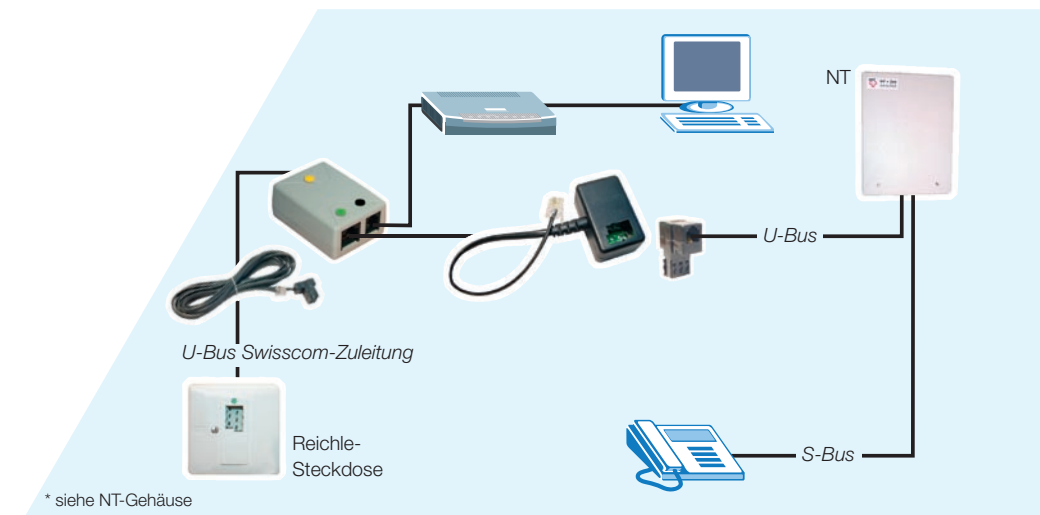 NT
U-Bus
U-Bus Swisscom-Zuleitung
Reichle-
Steckdose
S-Bus
* siehe NT-Gehäuse